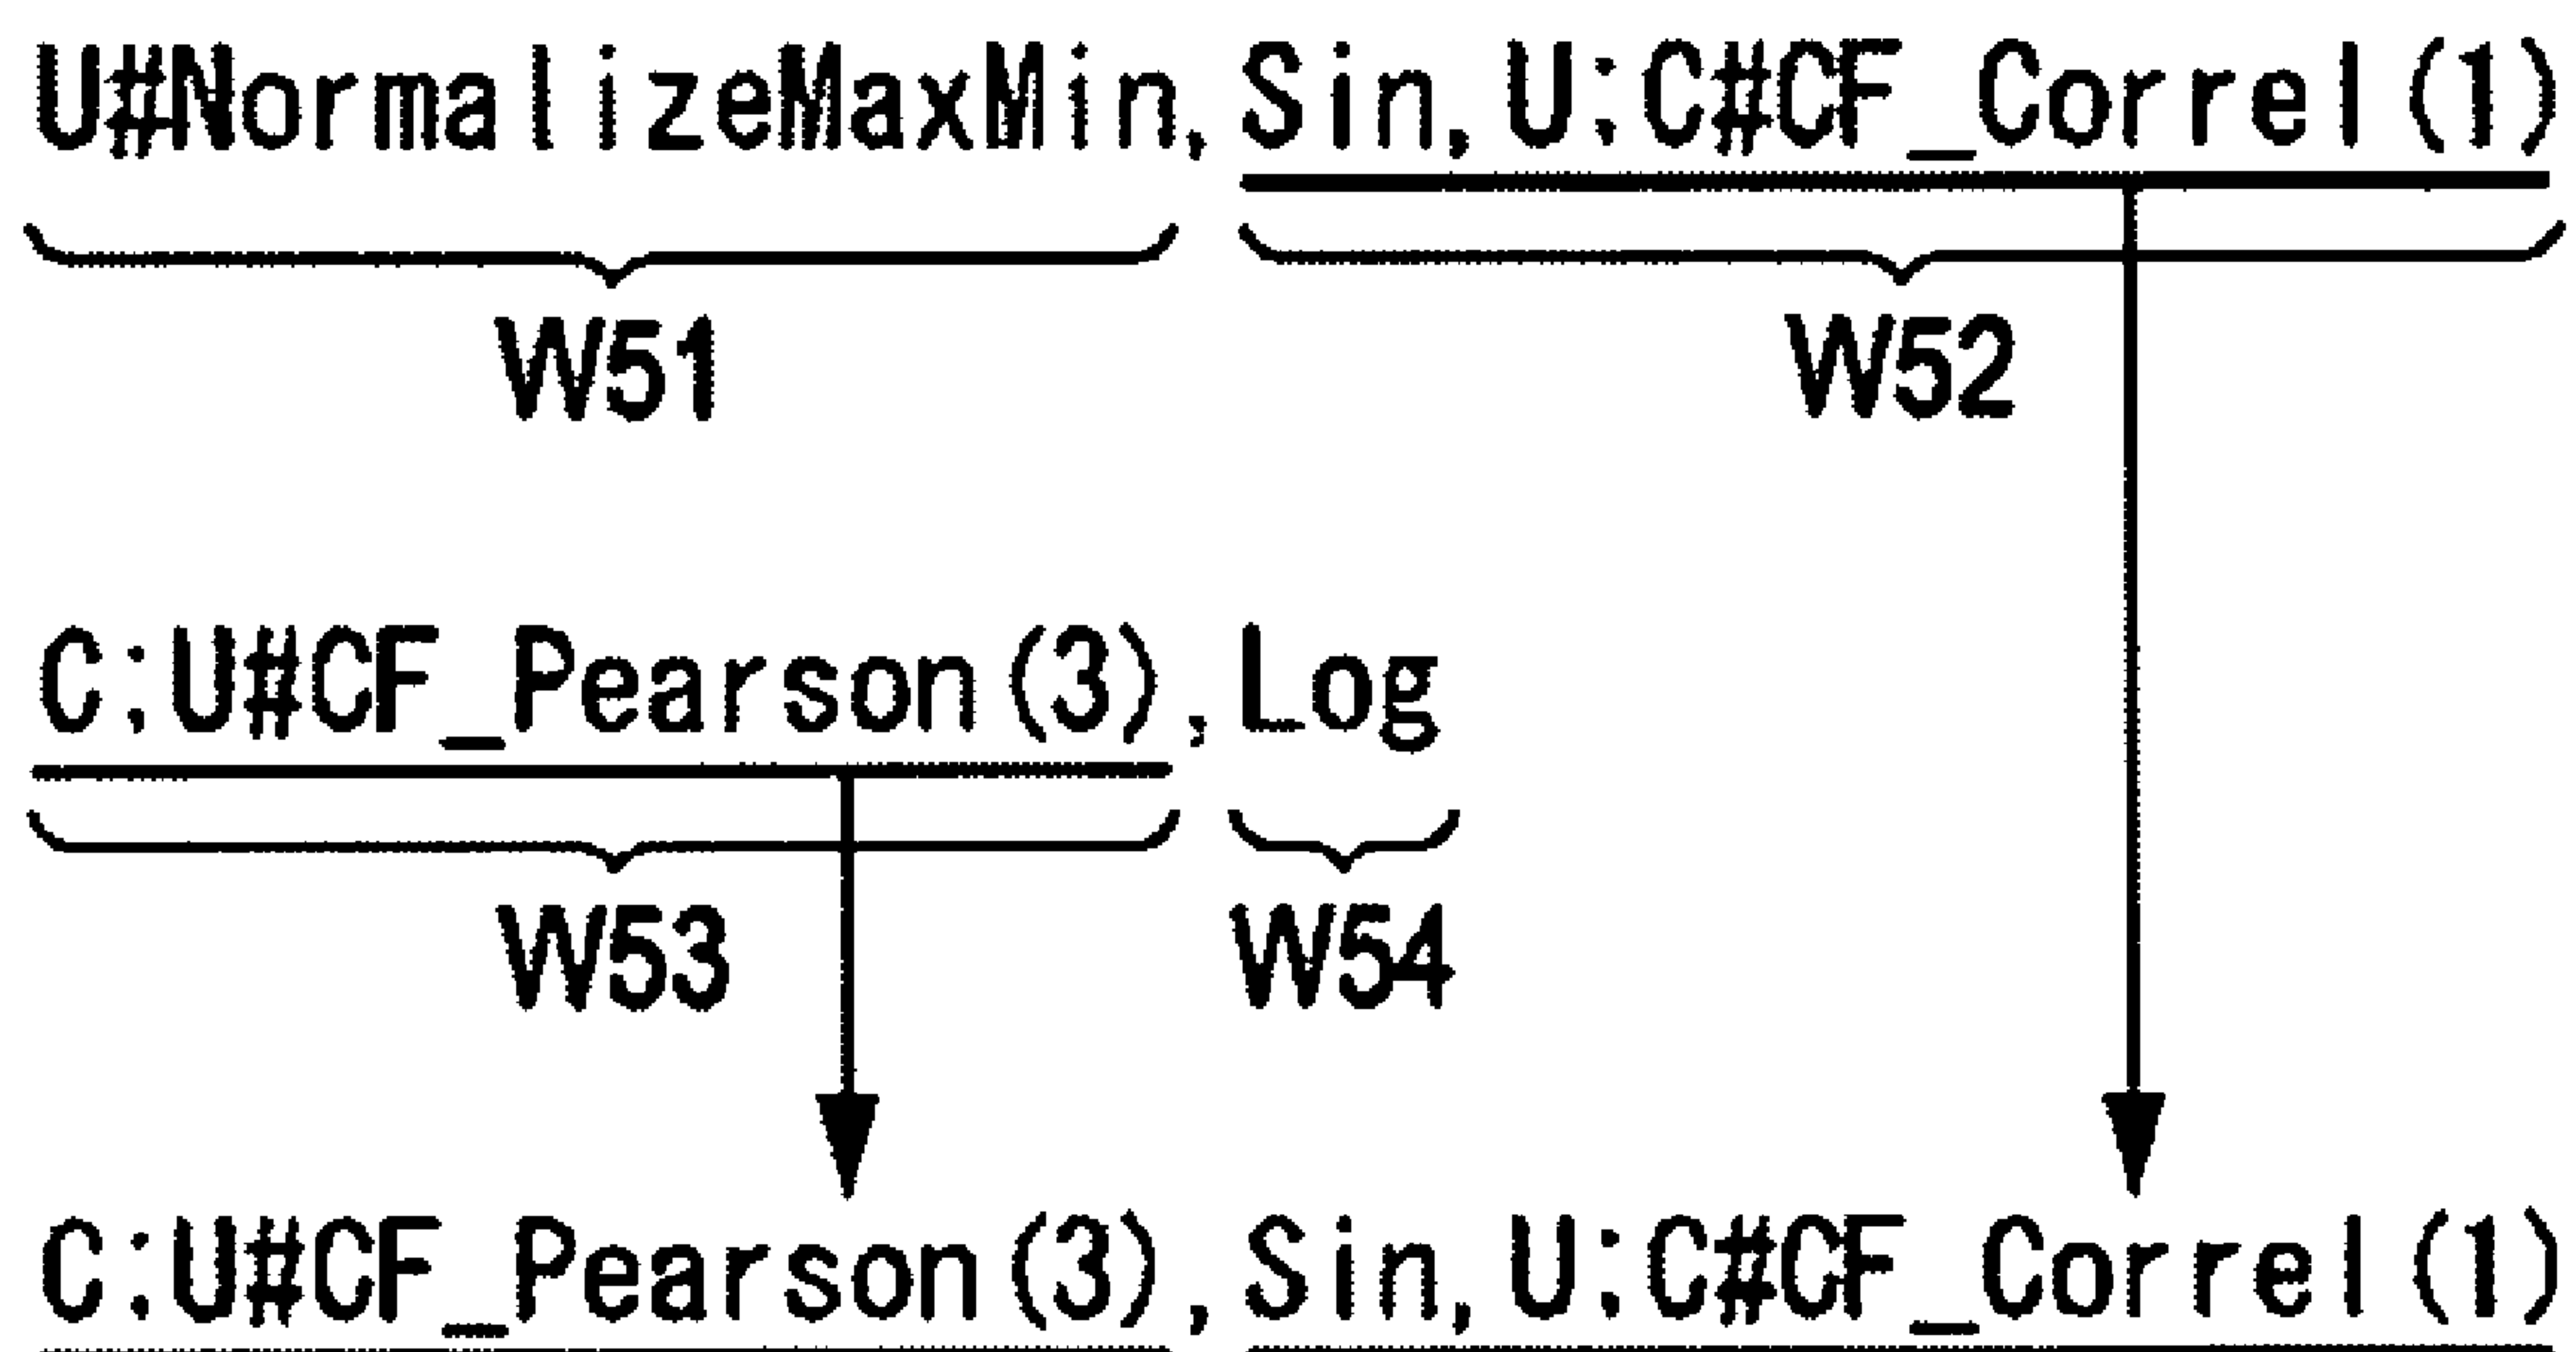 U#NormalizeMaxMin,Sin,U:C#CF_Correl(1)
W51 W52
C:U#CF_Pearson(3),Log
W53 W54
C:U#CF_Pearson(3),Sin,U:C#CF_Correl(1)